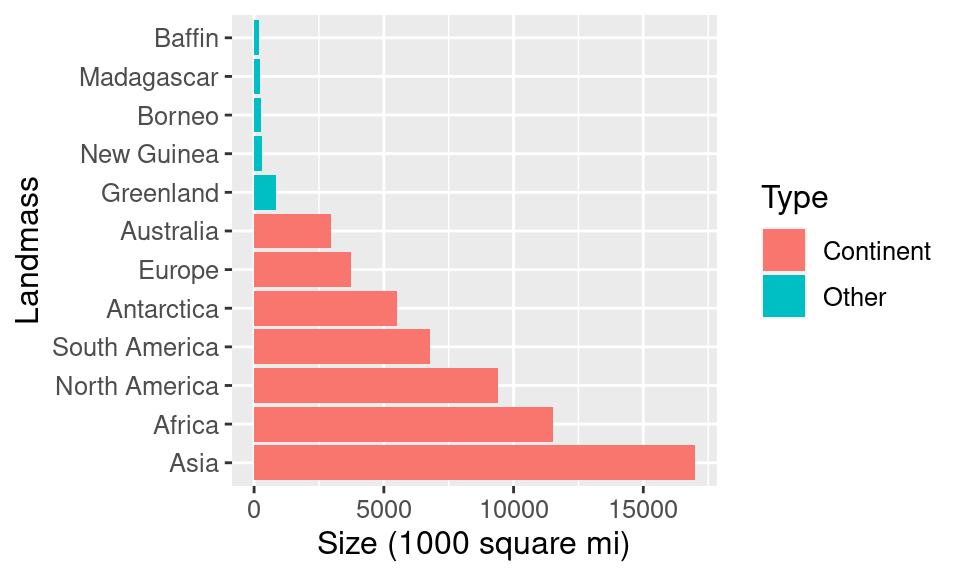 Landmass
Baffin
Madagascar
Borneo
New Guinea
Greenland
Australia
Europe
Antarctica
South America
North America
Africa
Asia
0 5000 10000 15000
Size (1000 square mi)
Type
Continent
Other